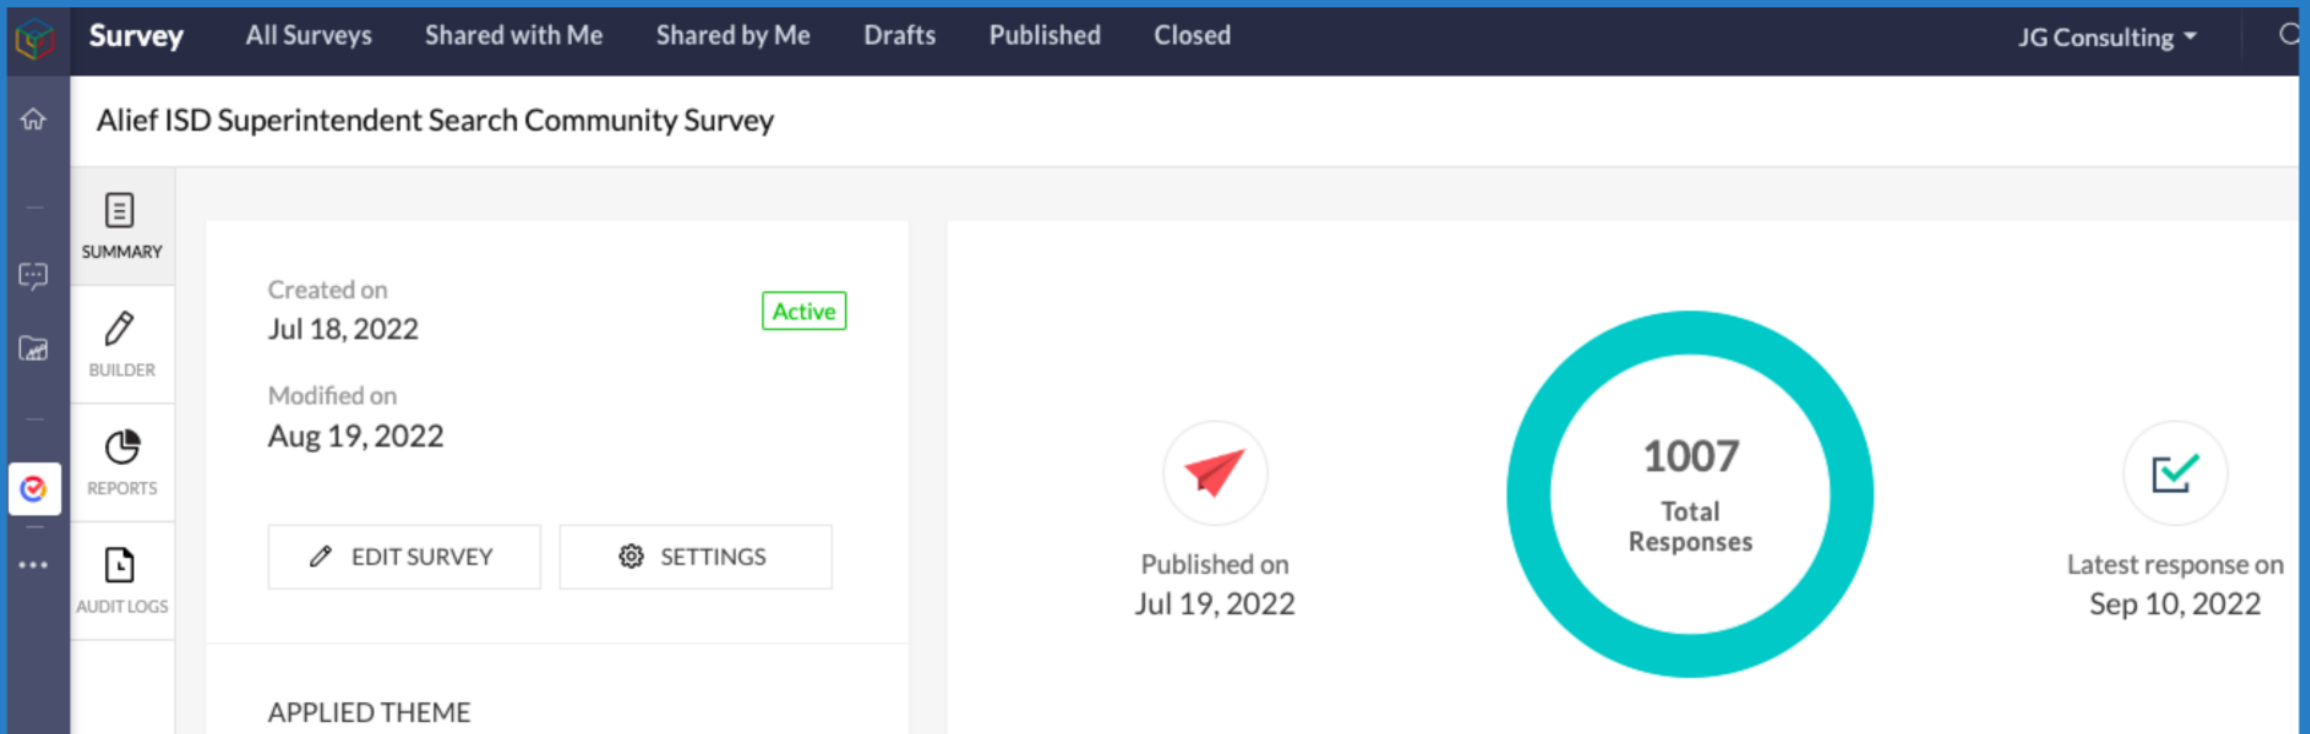 Survey All Surveys Shared with Me Shared by Me Drafts Published Closed JG Consulting
Alief ISD Superintendent Search Community Survey
SUMMARY
BUILDER
REPORTS
AUDIT LOGS
Created on
Jul 18, 2022
Active
Modified on
Aug 19, 2022
EDIT SURVEY
SETTINGS
APPLIED THEME
Published on
Jul 19, 2022
1007
Total
Responses
Latest response on
Sep 10, 2022